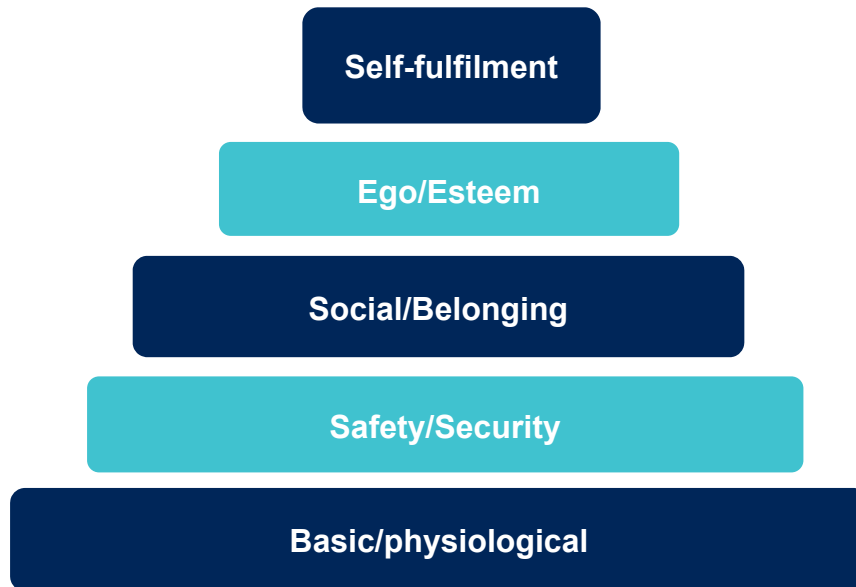 Self-fulfilment
Ego/Esteem
Social/Belonging
Safety/Security
Basic/physiological